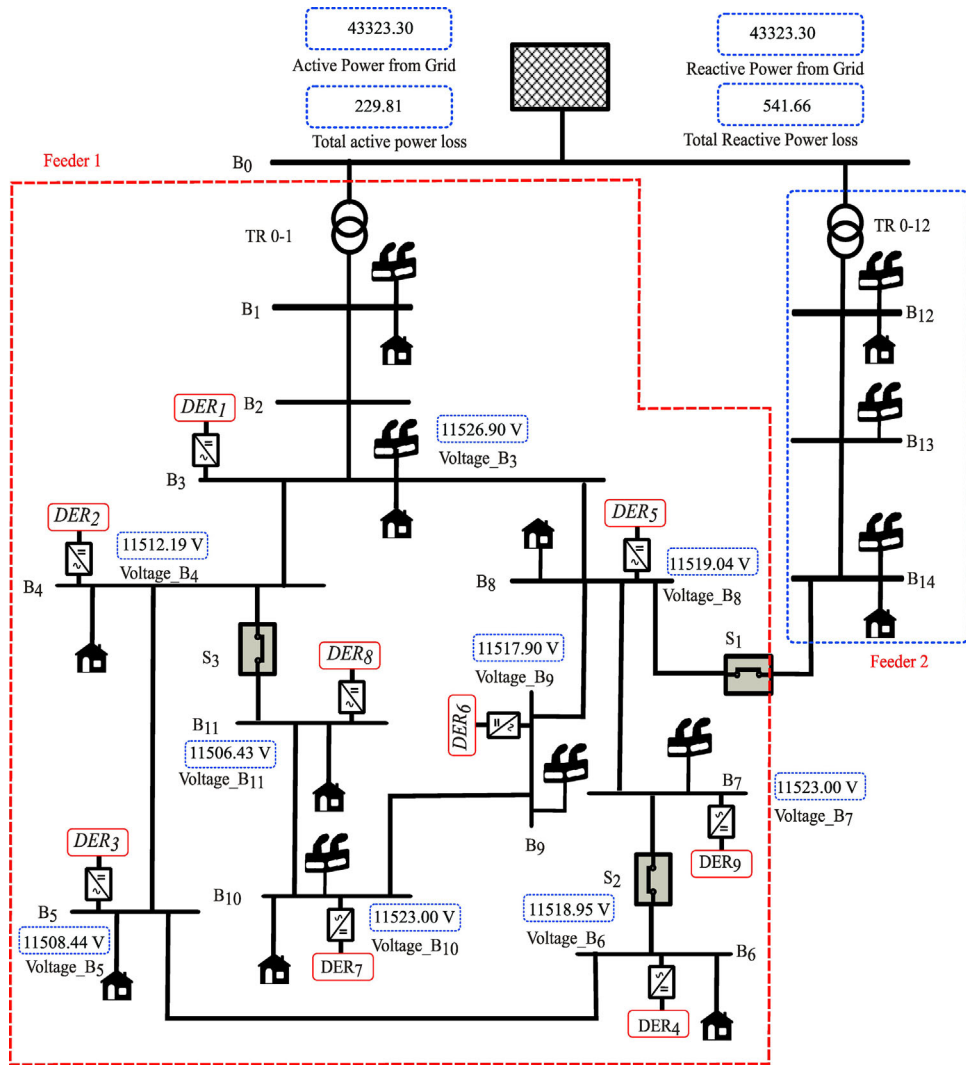 43323.30
Active Power from Grid
43323.30
Reactive Power from Grid
229.81
Total active power loss
541.66
Total Reactive Power loss
Feeder 1
B0
TR 0-1
TR 0-12
B1
B12
B2
DER1
11526.90 V
Voltage_B3
B13
B3
DER2
11512.19 V
Voltage_B4
DER5
11519.04 V
Voltage_B8
B4
B8
B14
S3
S1
Feeder 2
11517.90 V
Voltage_B9
DER8
DER6
B11
11506.43 V
Voltage_B11
B7
11523.00 V
Voltage_B7
B9
DER3
S2
DER9
B10
11523.00 V
Voltage_B10
11518.95 V
Voltage_B6
B5
11508.44 V
Voltage_B5
B6
DER7
DER4